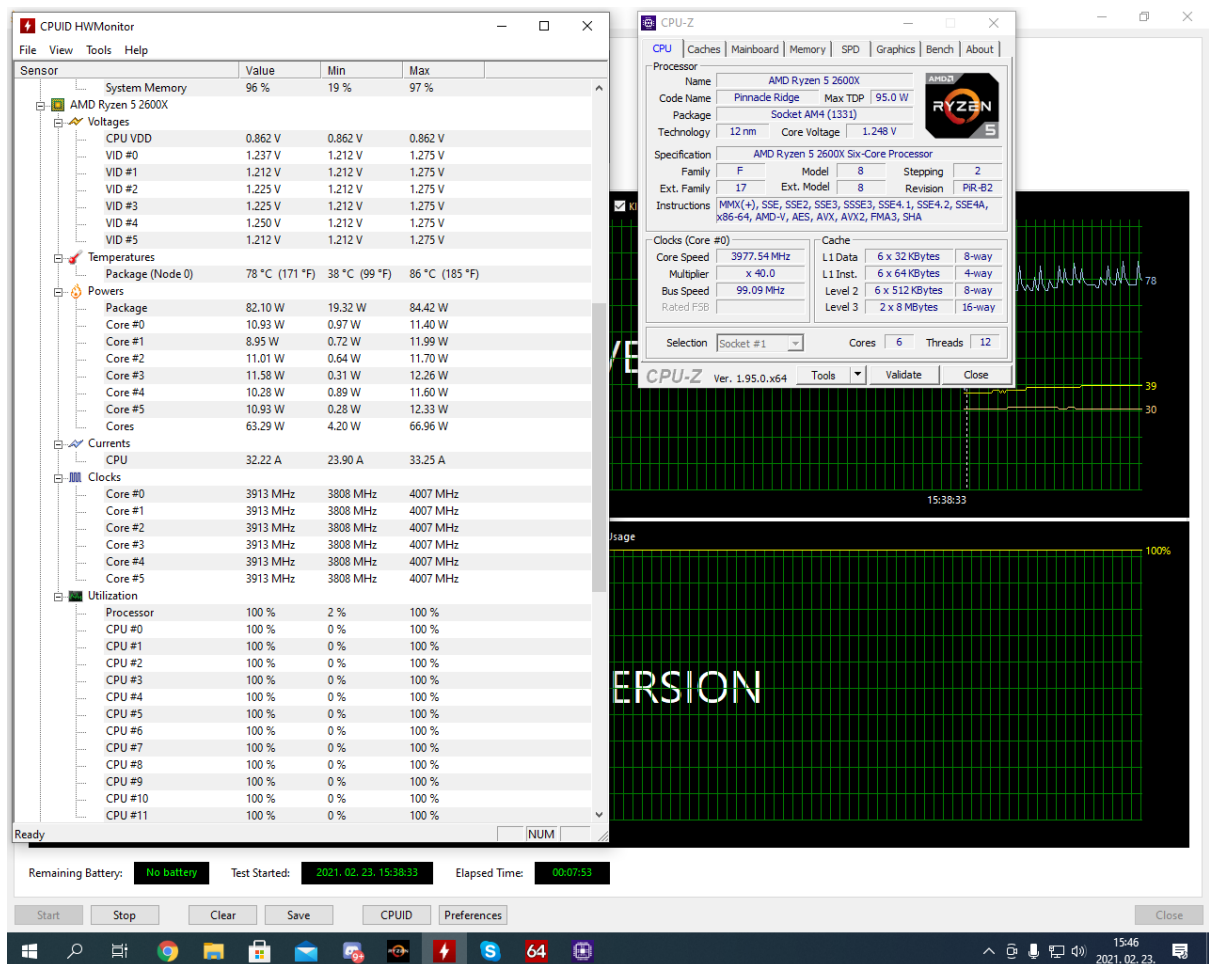 CPUID HWMonitor
File View Tools Help
Sensor Value Min Max
System Memory 96 % 19 % 97 %
AMD Ryzen 5 2600X
Voltages
CPU VDD 0.862 V 0.862 V 0.862 V
VID #0 1.237 V 1.212 V 1.275 V
VID #1 1.212 V 1.212 V 1.275 V
VID #2 1.225 V 1.212 V 1.275 V
VID #3 1.225 V 1.212 V 1.275 V
VID #4 1.250 V 1.212 V 1.275 V
VID #5 1.212 V 1.212 V 1.275 V
Temperatures
Package (Node 0) 78 °C (171 °F) 38 °C (99 °F) 86 °C (185 °F)
Powers
Package 82.10 W 19.32 W 84.42 W
Core #0 10.93 W 0.97 W 11.40 W
Core #1 8.95 W 0.72 W 11.99 W
Core #2 11.01 W 0.64 W 11.70 W
Core #3 11.58 W 0.31 W 12.26 W
Core #4 10.28 W 0.89 W 11.60 W
Core #5 10.93 W 0.28 W 12.33 W
Cores 63.29 W 4.20 W 66.96 W
Currents
CPU 32.22 A 23.90 A 33.25 A
Clocks
Core #0 3913 MHz 3808 MHz 4007 MHz
Core #1 3913 MHz 3808 MHz 4007 MHz
Core #2 3913 MHz 3808 MHz 4007 MHz
Core #3 3913 MHz 3808 MHz 4007 MHz
Core #4 3913 MHz 3808 MHz 4007 MHz
Core #5 3913 MHz 3808 MHz 4007 MHz
Utilization
Processor 100 % 2 % 100 %
CPU #0 100 % 0 % 100 %
CPU #1 100 % 0 % 100 %
CPU #2 100 % 0 % 100 %
CPU #3 100 % 0 % 100 %
CPU #4 100 % 0 % 100 %
CPU #5 100 % 0 % 100 %
CPU #6 100 % 0 % 100 %
CPU #7 100 % 0 % 100 %
CPU #8 100 % 0 % 100 %
CPU #9 100 % 0 % 100 %
CPU #10 100 % 0 % 100 %
CPU #11 100 % 0 % 100 %
Ready NUM
CPU-Z
CPU Caches Mainboard Memory SPD Graphics Bench About
Processor
Name AMD Ryzen 5 2600X
Code Name Pinnacle Ridge Max TDP 95.0 W
Package Socket AM4 (1331)
Technology 12 nm Core Voltage 1.248 V
AMD
RYZEN
5
Specification AMD Ryzen 5 2600X Six-Core Processor
Family F Model 8 Stepping 2
Ext. Family 17 Ext. Model 8 Revision PiR-B2
Instructions MMX(+), SSE, SSE2, SSE3, SSSE3, SSE4.1, SSE4.2, SSE4A,
x86-64, AMD-V, AES, AVX, AVX2, FMA3, SHA
Clocks (Core #0)
Core Speed 3977.54 MHz
Multiplier x 40.0
Bus Speed 99.09 MHz
Rated FSB
Cache
L1 Data 6 x 32 KBytes 8-way
L1 Inst. 6 x 64 KBytes 4-way
Level 2 6 x 512 KBytes 8-way
Level 3 2 x 8 MBytes 16-way
Selection Socket #1 Cores 6 Threads 12
CPU-Z Ver. 1.95.0.x64 Tools Validate Close
78
39
30
15:38:33
Usage
100%
ERSION
Remaining Battery: No battery Test Started: 2021. 02. 23. 15:38:33 Elapsed Time: 00:07:53
Start Stop Clear Save CPUID Preferences Close
RYZEN
64
15:46
2021. 02. 23.